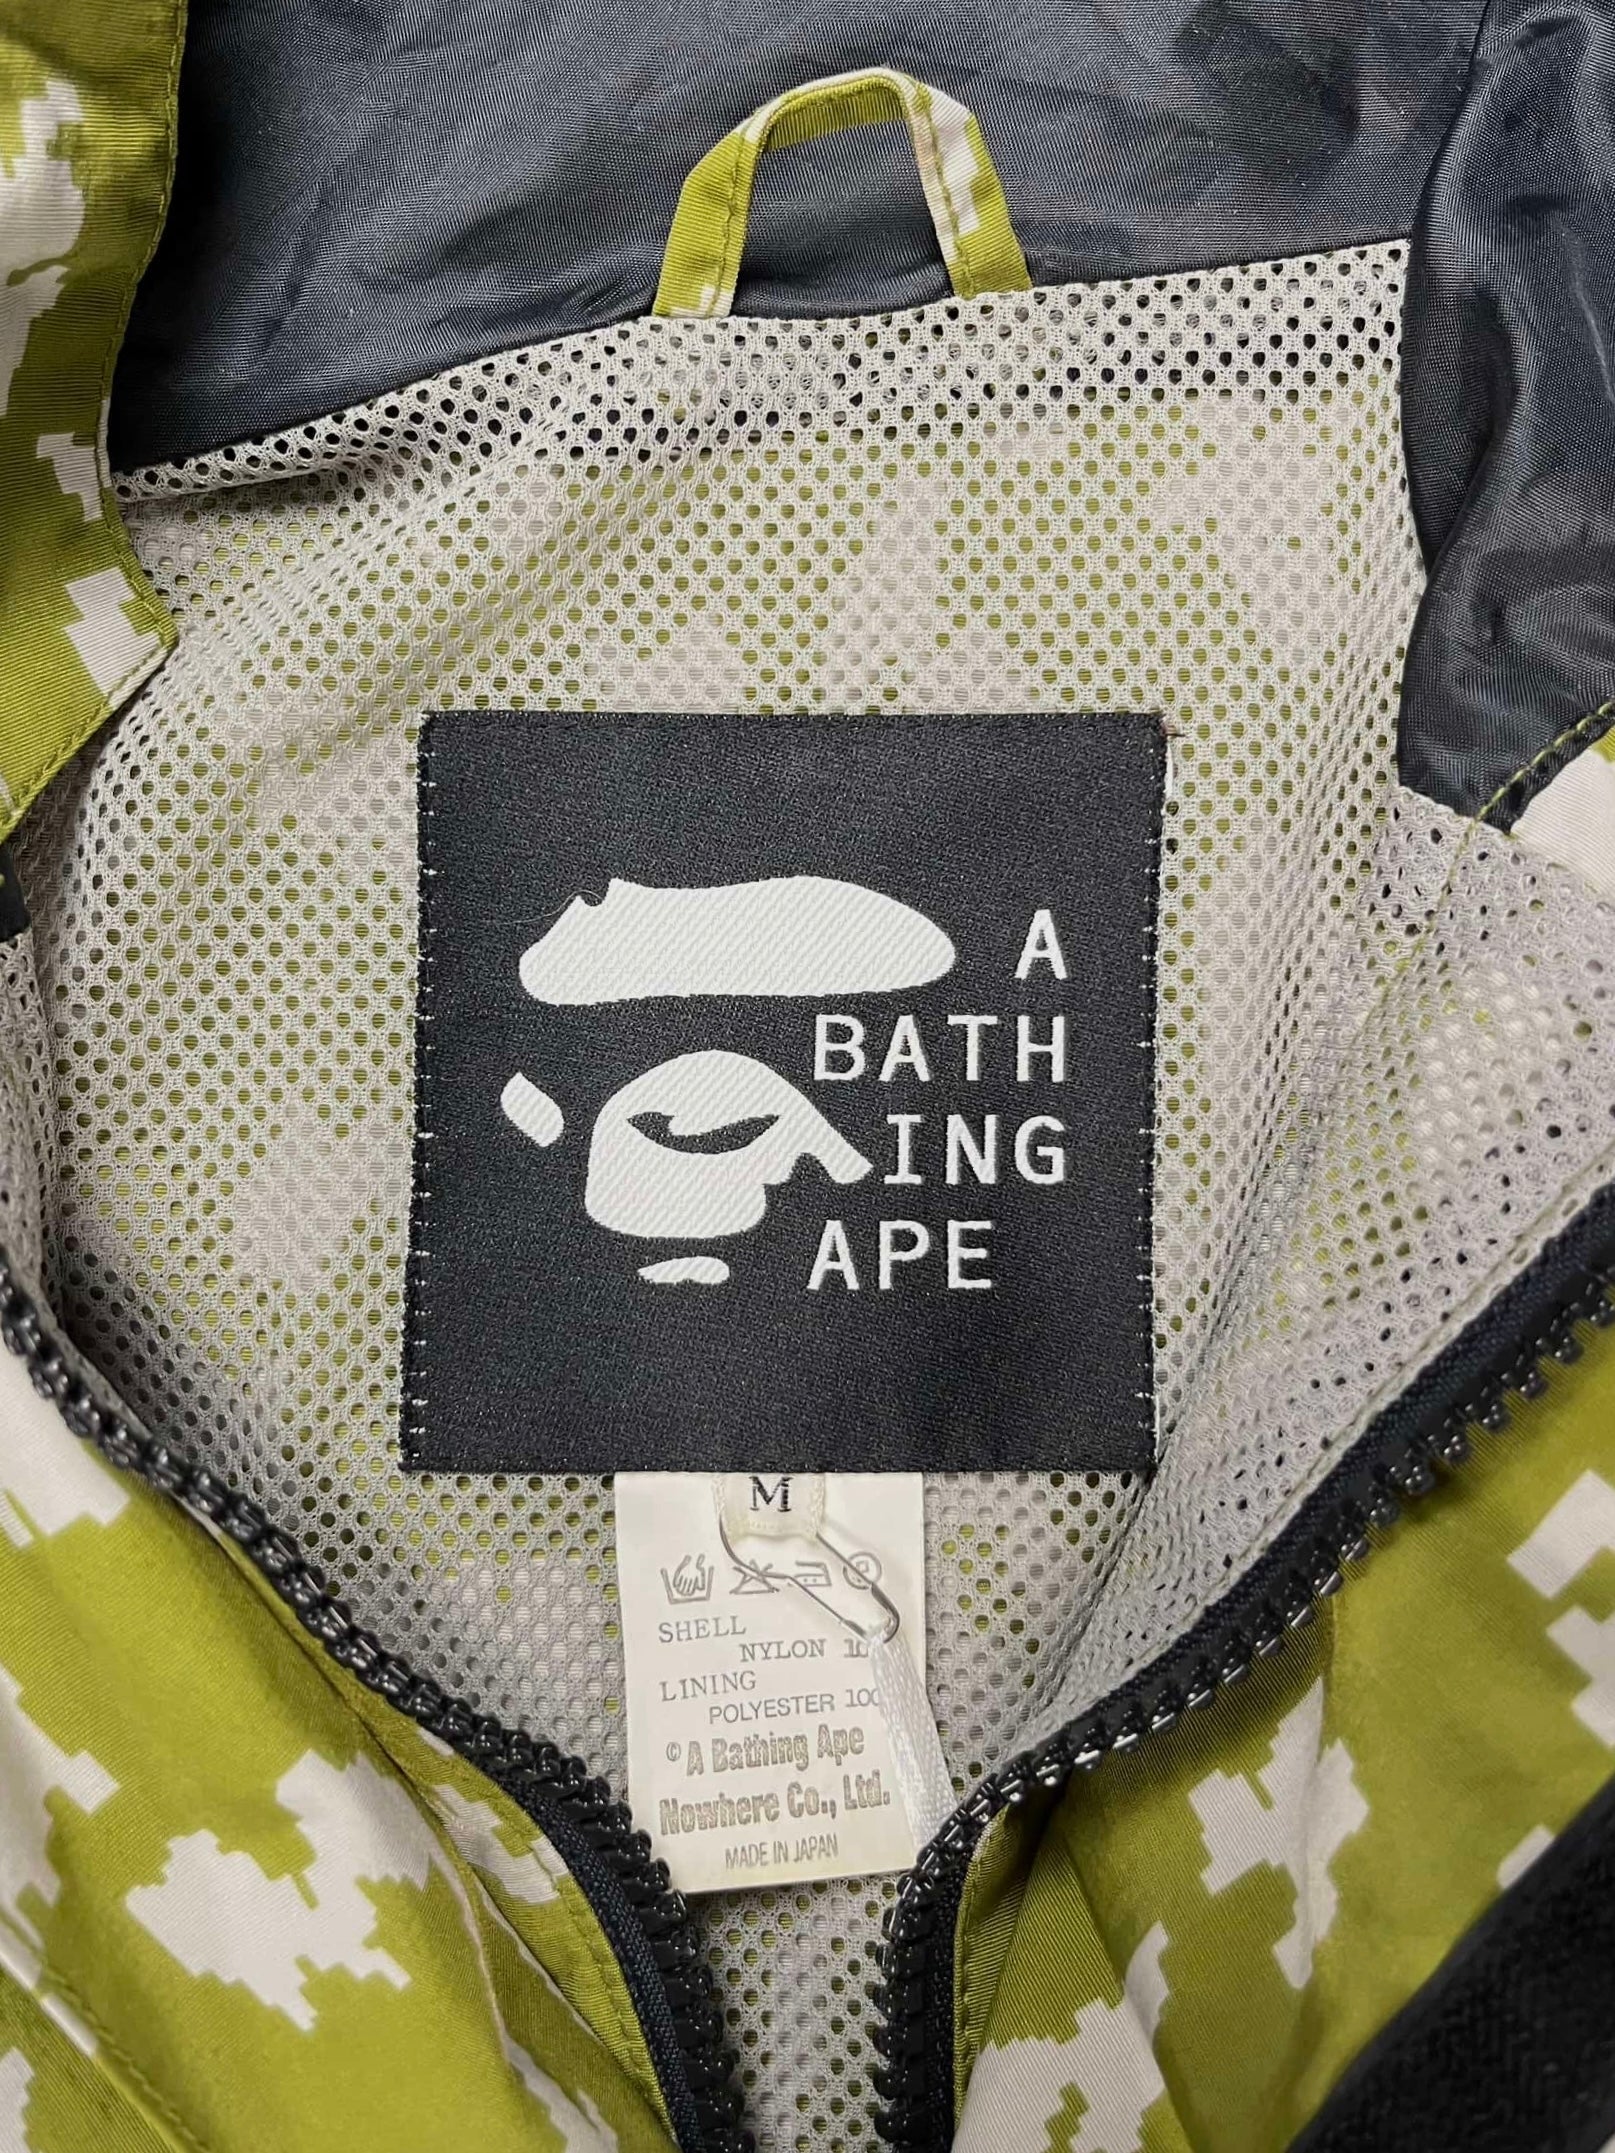 A
BATH
ING
APE
M
SHELL
NYLON
LINING
POLYESTER 100
© A Bathing Ape
Nowhere Co., Ltd.
MADE IN JAPAN